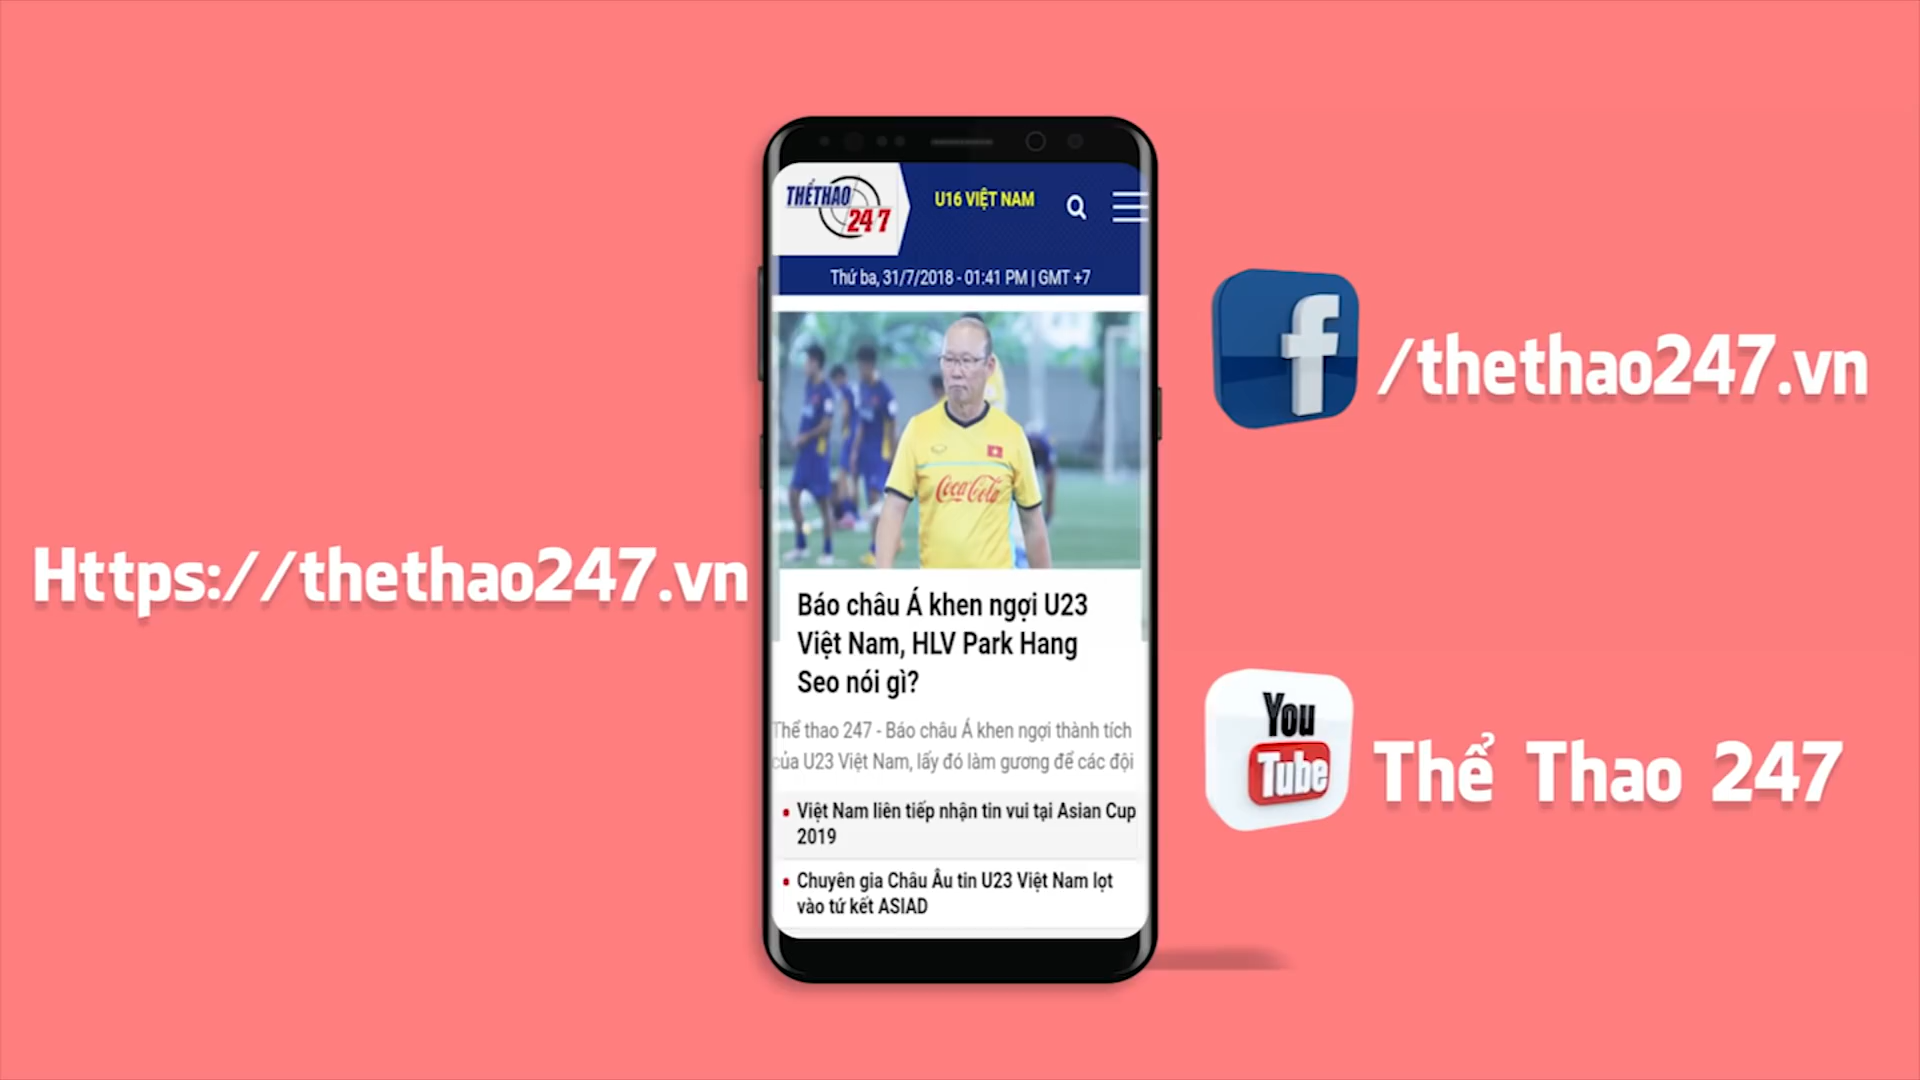 Https://thethao247.vn
THỂTHAO
247
U16 VIỆT NAM
Thứ ba, 31/7/2018 - 01:41 PM | GMT +7
Coca-Cola
Báo châu Á khen ngợi U23
Việt Nam, HLV Park Hang
Seo nói gì?
Thể thao 247 - Báo châu Á khen ngợi thành tích
của U23 Việt Nam, lấy đó làm gương để các đội
Việt Nam liên tiếp nhận tin vui tại Asian Cup
2019
Chuyên gia Châu Âu tin U23 Việt Nam lọt
vào tứ kết ASIAD
f
/thethao247.vn
You
Tube
Thể Thao 247